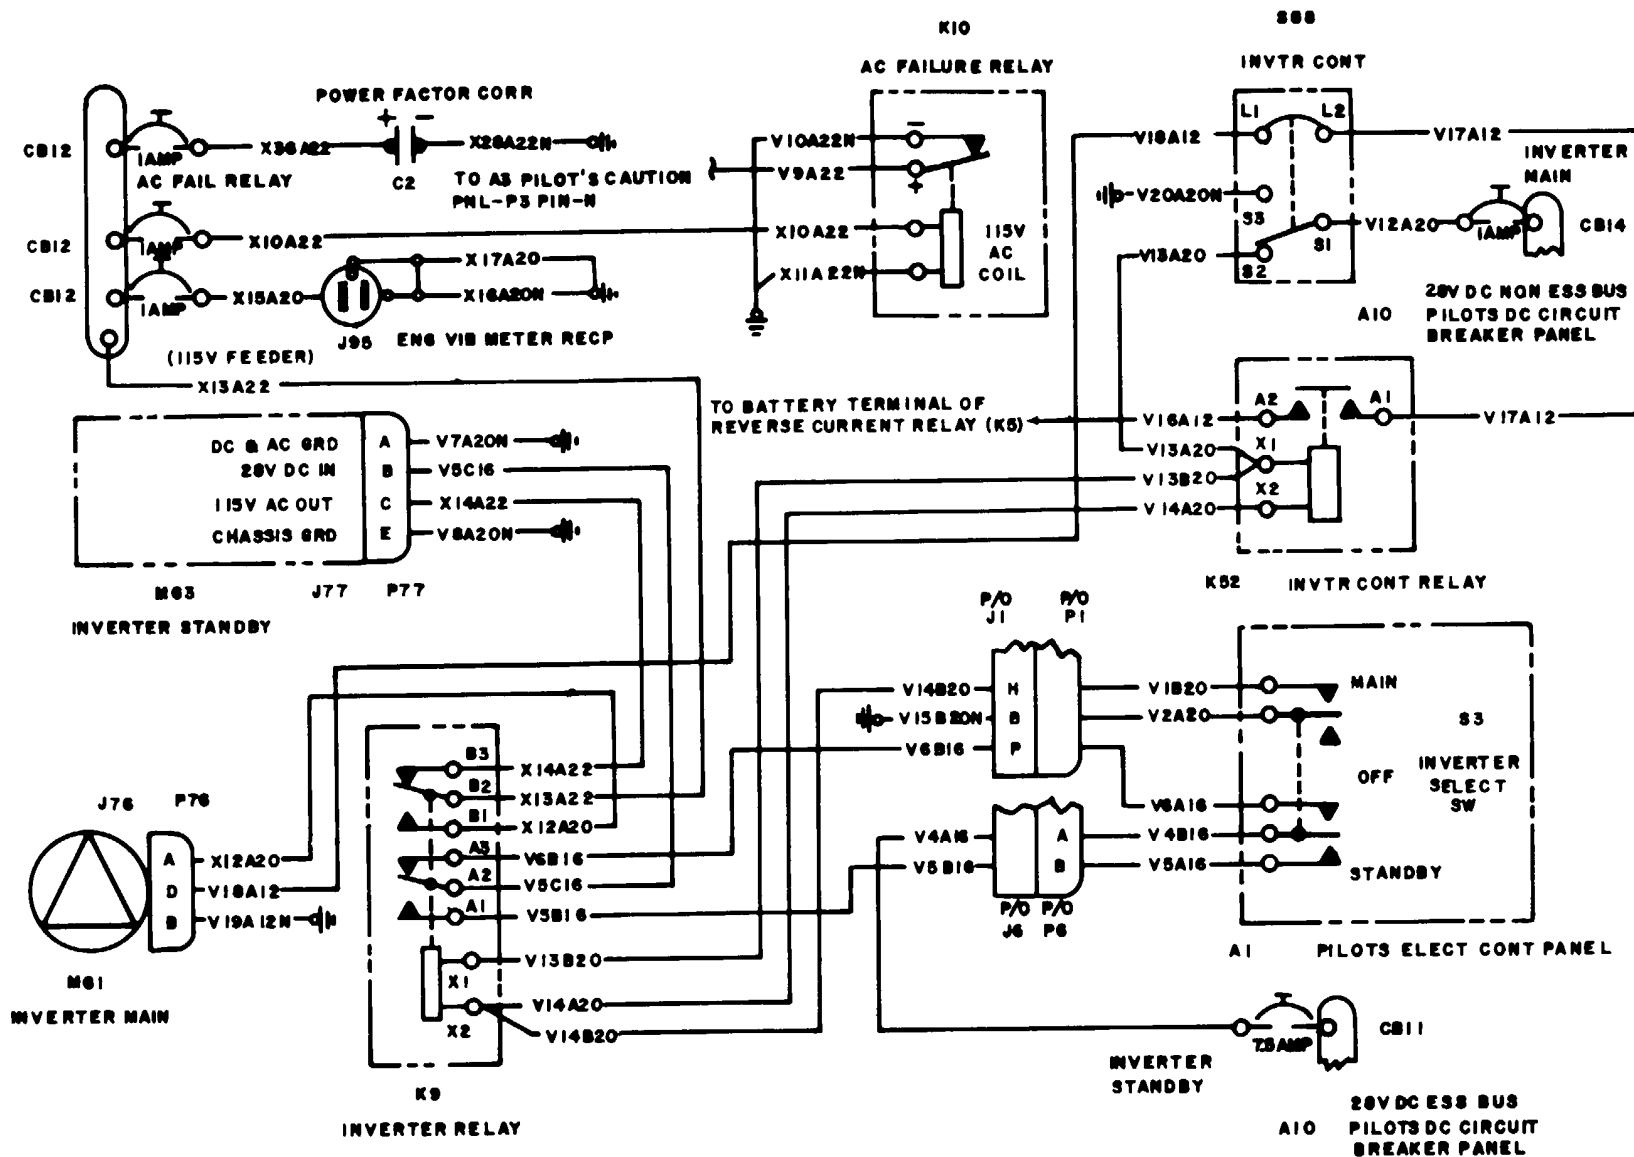 K10
S68
AC FAILURE RELAY
INVTR CONT
POWER FACTOR CORR
+ −
CB12
1AMP
X36A22
X28A22N
AC FAIL RELAY
C2
TO A3 PILOT'S CAUTION
PNL-P3 PIN-N
V10A22N
−
V9A22
+
CB12
1AMP
X10A22
X10A22
X11A22N
115V
AC
COIL
CB12
1AMP
X15A20
X17A20
X16A20N
J95
ENG VIB METER RECP
L1
L2
V18A12
V17A12
INVERTER
MAIN
V20A20N
S3
S1
V12A20
1AMP
CB14
V13A20
S2
A10
28V DC NON ESS BUS
PILOTS DC CIRCUIT
BREAKER PANEL
(115V FEEDER)
X13A22
TO BATTERY TERMINAL OF
REVERSE CURRENT RELAY (K5)
V16A12
A2
A1
V17A12
V13A20
X1
V13B20
X2
V14A20
K52
INVTR CONT RELAY
DC & AC GRD
A
V7A20N
28V DC IN
B
V5C16
115V AC OUT
C
X14A22
CHASSIS GRD
E
V8A20N
M63
J77
P77
INVERTER STANDBY
P/O
J1
P/O
P1
V14B20
H
V1B20
MAIN
V15B20N
B
V2A20
S3
V6B16
P
OFF
INVERTER
SELECT
SW
V6A16
V4A16
A
V4B16
V5B16
B
V5A16
STANDBY
P/O
J6
P/O
P6
A1
PILOTS ELECT CONT PANEL
B3
X14A22
B2
X13A22
B1
X12A20
A3
V6B16
A2
V5C16
A1
V5B16
V13B20
X1
V14A20
X2
V14B20
K9
INVERTER RELAY
J76
P76
A
X12A20
D
V18A12
B
V19A12N
M61
INVERTER MAIN
INVERTER
STANDBY
7.5AMP
CB11
A10
28V DC ESS BUS
PILOTS DC CIRCUIT
BREAKER PANEL